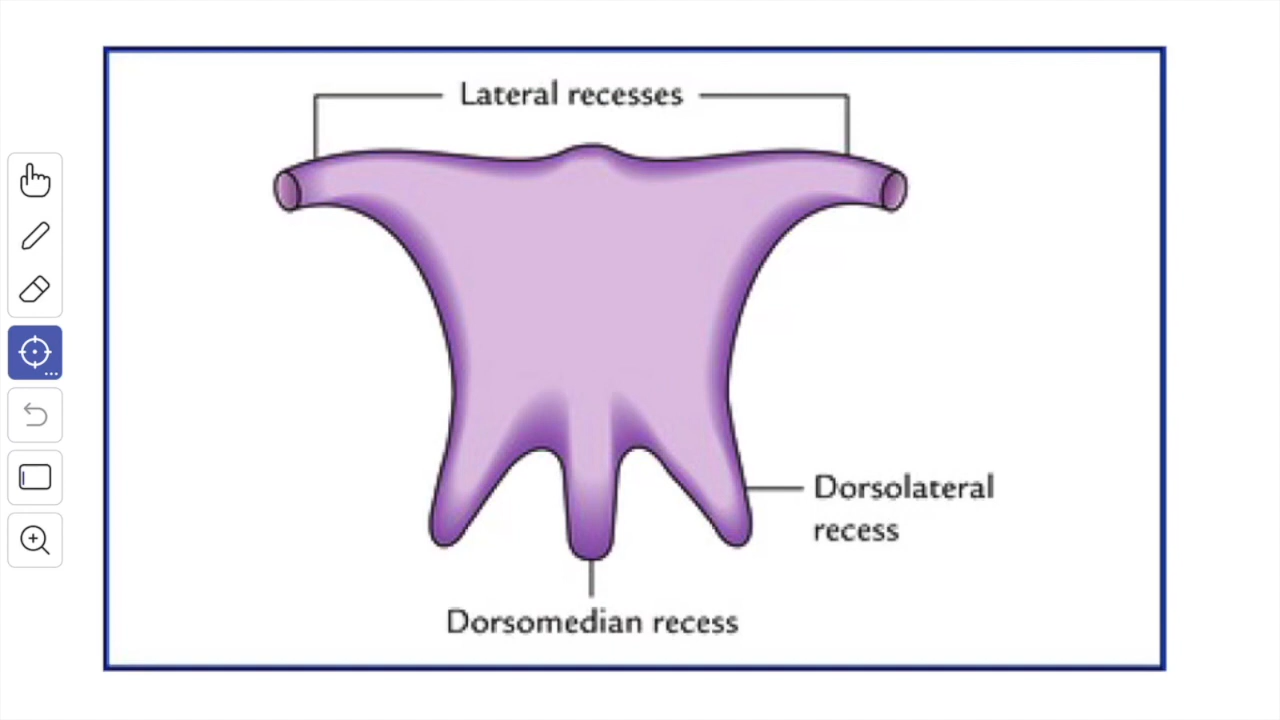 Lateral recesses
Dorsolateral
recess
Dorsomedian recess